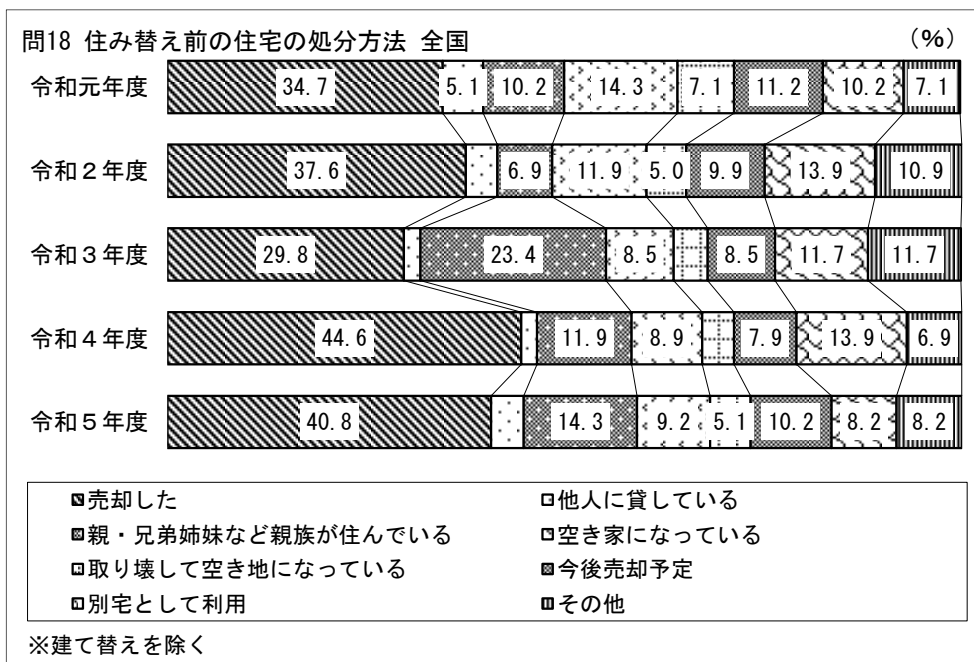 問18 住み替え前の住宅の処分方法 全国 (%)
令和元年度 34.7 5.1 10.2 14.3 7.1 11.2 10.2 7.1
令和２年度 37.6 6.9 11.9 5.0 9.9 13.9 10.9
令和３年度 29.8 23.4 8.5 8.5 11.7 11.7
令和４年度 44.6 11.9 8.9 7.9 13.9 6.9
令和５年度 40.8 14.3 9.2 5.1 10.2 8.2 8.2
売却した 他人に貸している
親・兄弟姉妹など親族が住んでいる 空き家になっている
取り壊して空き地になっている 今後売却予定
別宅として利用 その他
※建て替えを除く